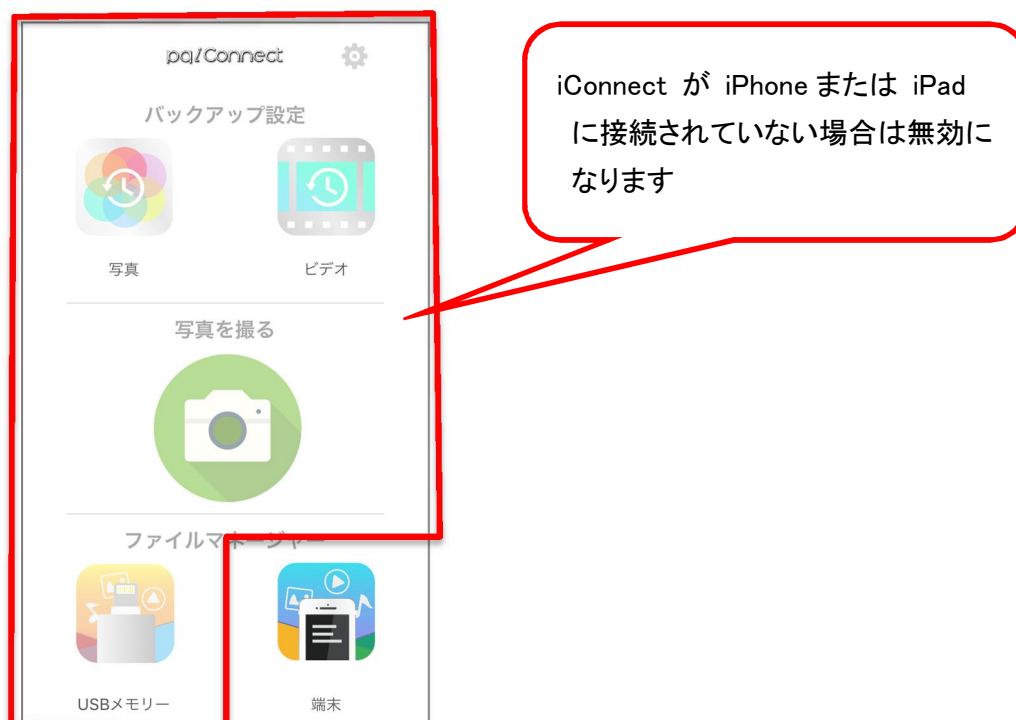 pqiConnect
バックアップ設定
写真
ビデオ
写真を撮る
ファイルマネージャー
USBメモリー
端末
iConnect が iPhone または iPad
に接続されていない場合は無効に
なります